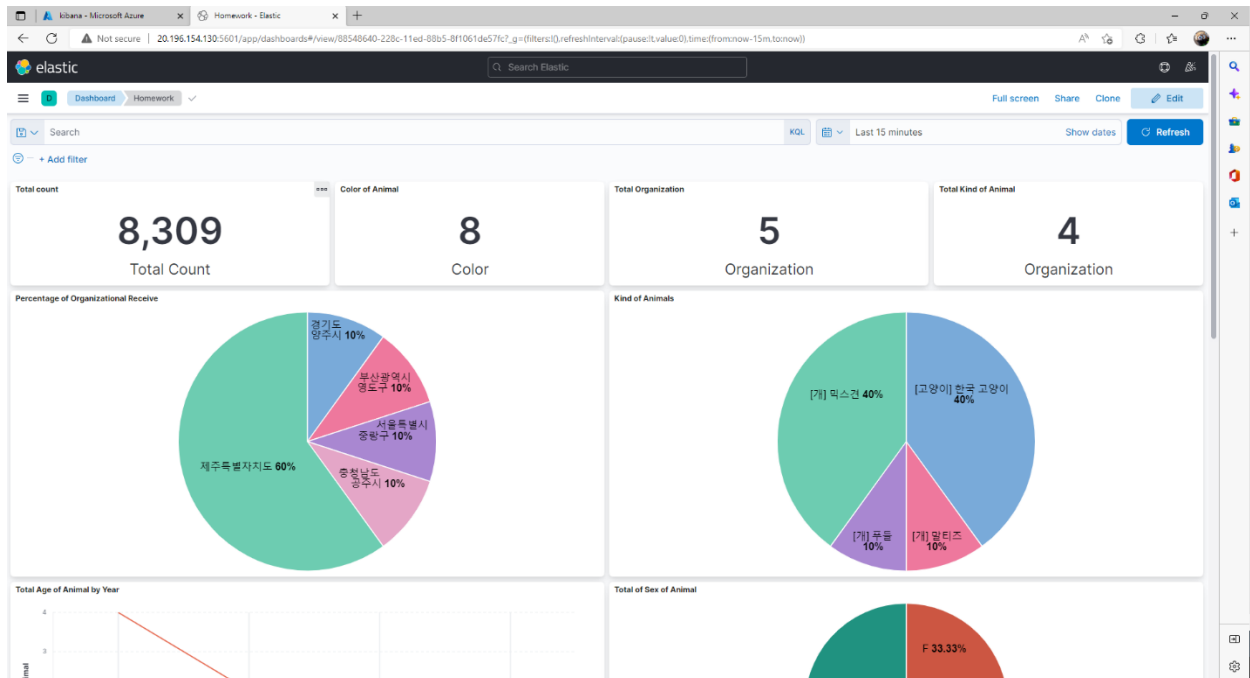 kibana - Microsoft Azure
Homework - Elastic
Not secure
20.196.154.130:5601/app/dashboards#/view/88548640-228c-11ed-88b5-8f1061de57fc?_g=(filters:!(),refreshInterval:(pause:!t,value:0),time:(from:now-15m,to:now))
elastic
Search Elastic
D
Dashboard
Homework
Full screen
Share
Clone
Edit
Search
KQL
Last 15 minutes
Show dates
Refresh
+ Add filter
Total count
8,309
Total Count
Color of Animal
8
Color
Total Organization
5
Organization
Total Kind of Animal
4
Organization
Percentage of Organizational Receive
경기도
양주시 10%
부산광역시
영도구 10%
서울특별시
중랑구 10%
충청남도
공주시 10%
제주특별자치도 60%
Kind of Animals
[개] 믹스견 40%
[고양이] 한국 고양이
40%
[개] 푸들
10%
[개] 말티즈
10%
Total Age of Animal by Year
4
3
Total of Sex of Animal
F 33.33%